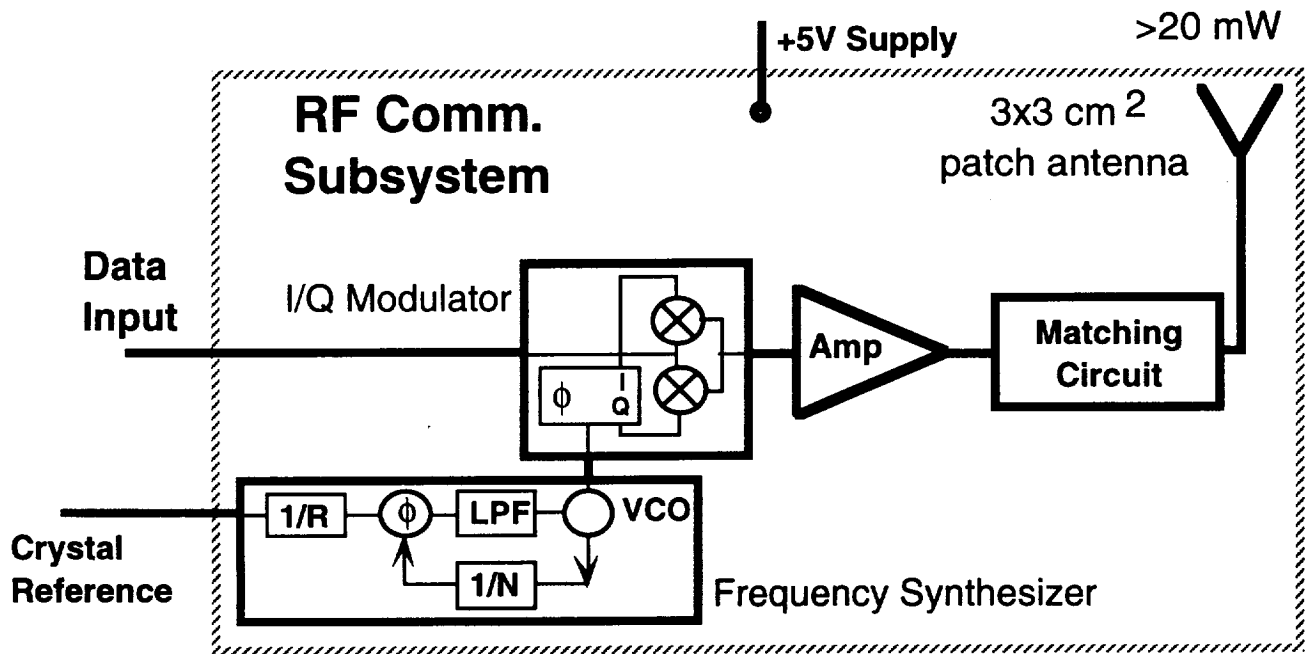 +5V Supply
>20 mW
RF Comm.
Subsystem
3x3 cm 2
patch antenna
Data
Input
I/Q Modulator
ϕ
I
Q
Amp
Matching
Circuit
Crystal
Reference
1/R
ϕ
LPF
VCO
1/N
Frequency Synthesizer